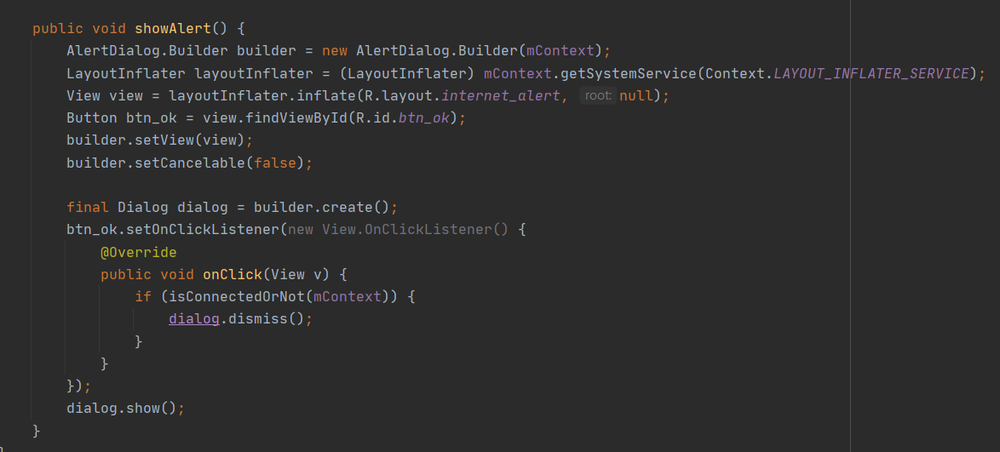 public void showAlert() {
AlertDialog.Builder builder = new AlertDialog.Builder(mContext);
LayoutInflater layoutInflater = (LayoutInflater) mContext.getSystemService(Context.LAYOUT_INFLATER_SERVICE);
View view = layoutInflater.inflate(R.layout.internet_alert, root: null);
Button btn_ok = view.findViewById(R.id.btn_ok);
builder.setView(view);
builder.setCancelable(false);
final Dialog dialog = builder.create();
btn_ok.setOnClickListener(new View.OnClickListener() {
@Override
public void onClick(View v) {
if (isConnectedOrNot(mContext)) {
dialog.dismiss();
}
}
});
dialog.show();
}